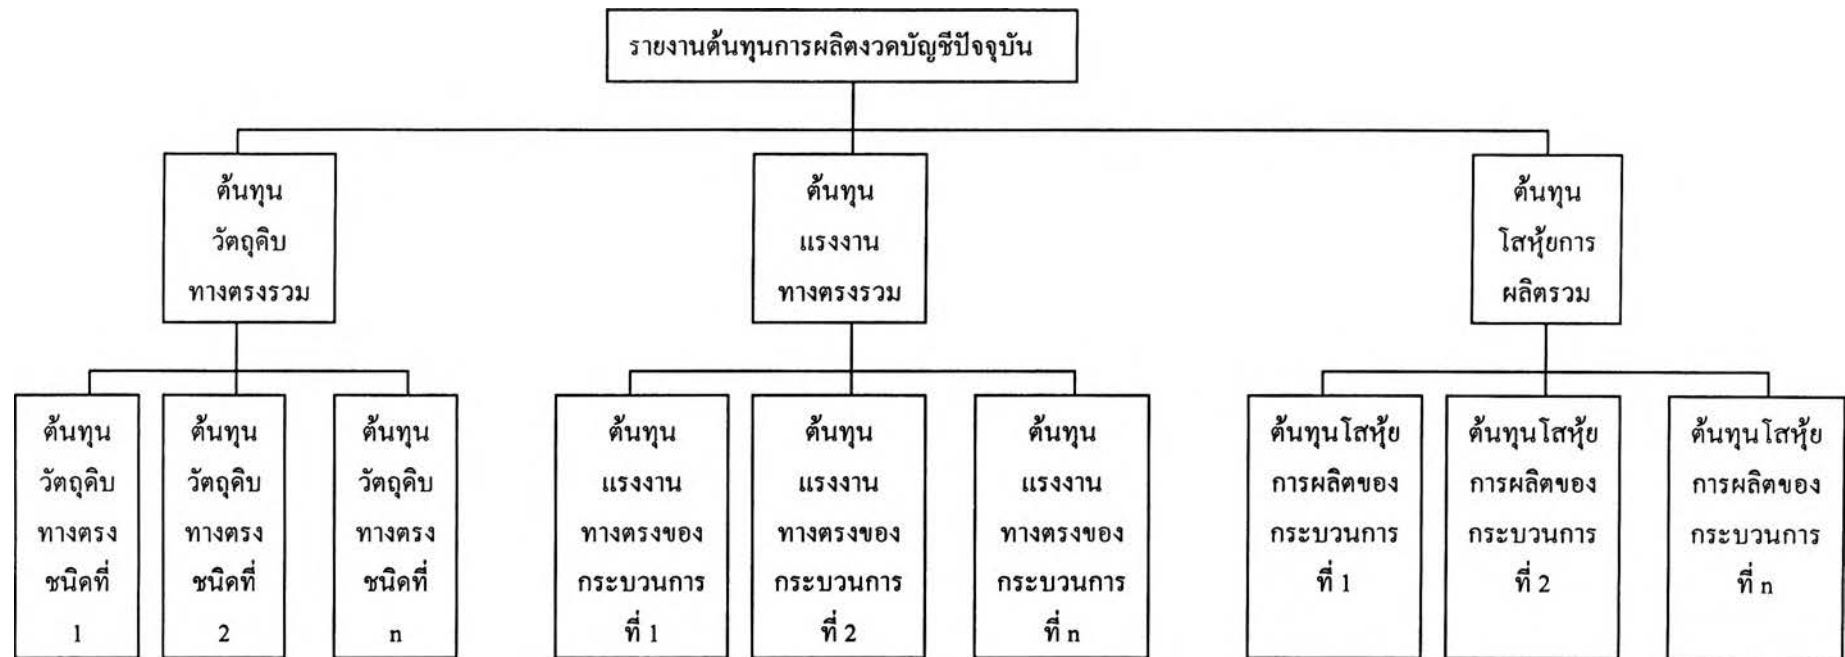 รายงานต้นทุนการผลิตงวดบัญชีปัจจุบัน
ต้นทุน
วัตถุดิบ
ทางตรงรวม
ต้นทุน
แรงงาน
ทางตรงรวม
ต้นทุน
โสหุ้ยการ
ผลิตรวม
ต้นทุน
วัตถุดิบ
ทางตรง
ชนิดที่
1
ต้นทุน
วัตถุดิบ
ทางตรง
ชนิดที่
2
ต้นทุน
วัตถุดิบ
ทางตรง
ชนิดที่
n
ต้นทุน
แรงงาน
ทางตรงของ
กระบวนการ
ที่ 1
ต้นทุน
แรงงาน
ทางตรงของ
กระบวนการ
ที่ 2
ต้นทุน
แรงงาน
ทางตรงของ
กระบวนการ
ที่ n
ต้นทุนโสหุ้ย
การผลิตของ
กระบวนการ
ที่ 1
ต้นทุนโสหุ้ย
การผลิตของ
กระบวนการ
ที่ 2
ต้นทุนโสหุ้ย
การผลิตของ
กระบวนการ
ที่ n